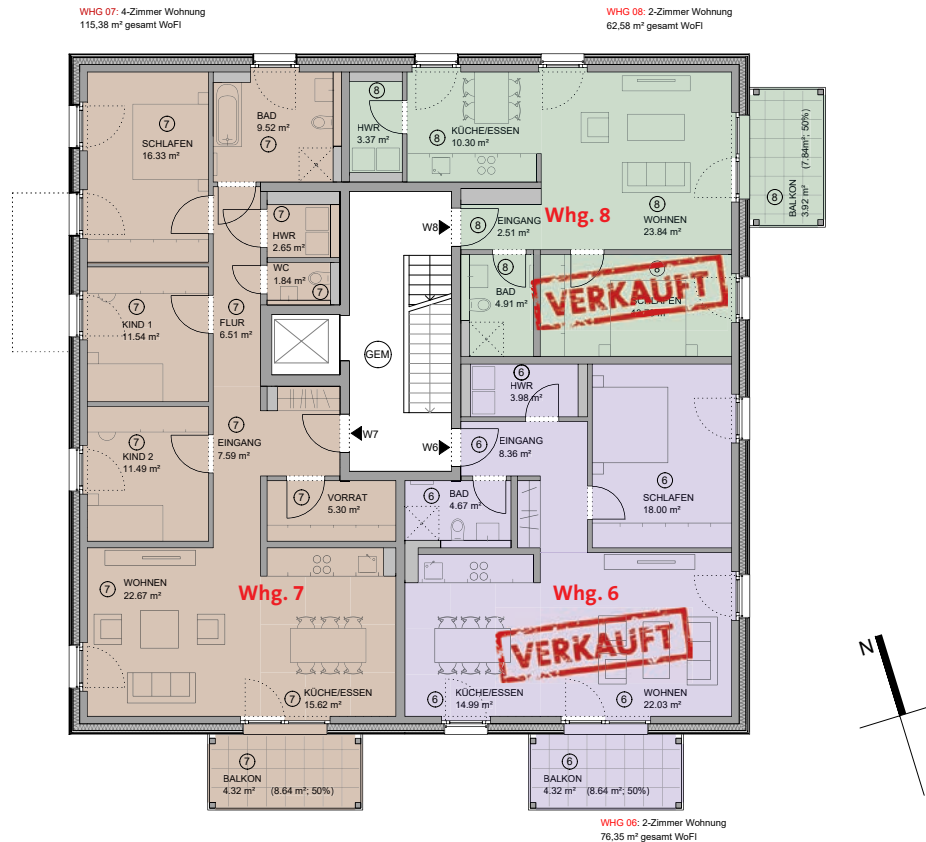 WHG 07: 4-Zimmer Wohnung
115,38 m² gesamt WoFl
WHG 08: 2-Zimmer Wohnung
62,58 m² gesamt WoFl
7
SCHLAFEN
16.33 m²
BAD
9.52 m²
7
8
HWR
3.37 m²
8
KÜCHE/ESSEN
10.30 m²
8
WOHNEN
23.84 m²
8
BALKON
3.92 m²
(7.84m²; 50%)
Whg. 8
W8
8
EINGANG
2.51 m²
7
HWR
2.65 m²
WC
1.84 m²
7
8
BAD
4.91 m²
8
SCHLAFEN
VERKAUFT
7
KIND 1
11.54 m²
7
FLUR
6.51 m²
GEM
6
HWR
3.98 m²
7
KIND 2
11.49 m²
7
EINGANG
7.59 m²
W7
W6
6
EINGANG
8.36 m²
6
SCHLAFEN
18.00 m²
7
VORRAT
5.30 m²
6
BAD
4.67 m²
7
WOHNEN
22.67 m²
Whg. 7
Whg. 6
VERKAUFT
7
KÜCHE/ESSEN
15.62 m²
6
KÜCHE/ESSEN
14.99 m²
6
WOHNEN
22.03 m²
N
7
BALKON
4.32 m²
(8.64 m²; 50%)
6
BALKON
4.32 m²
(8.64 m²; 50%)
WHG 06: 2-Zimmer Wohnung
76,35 m² gesamt WoFl